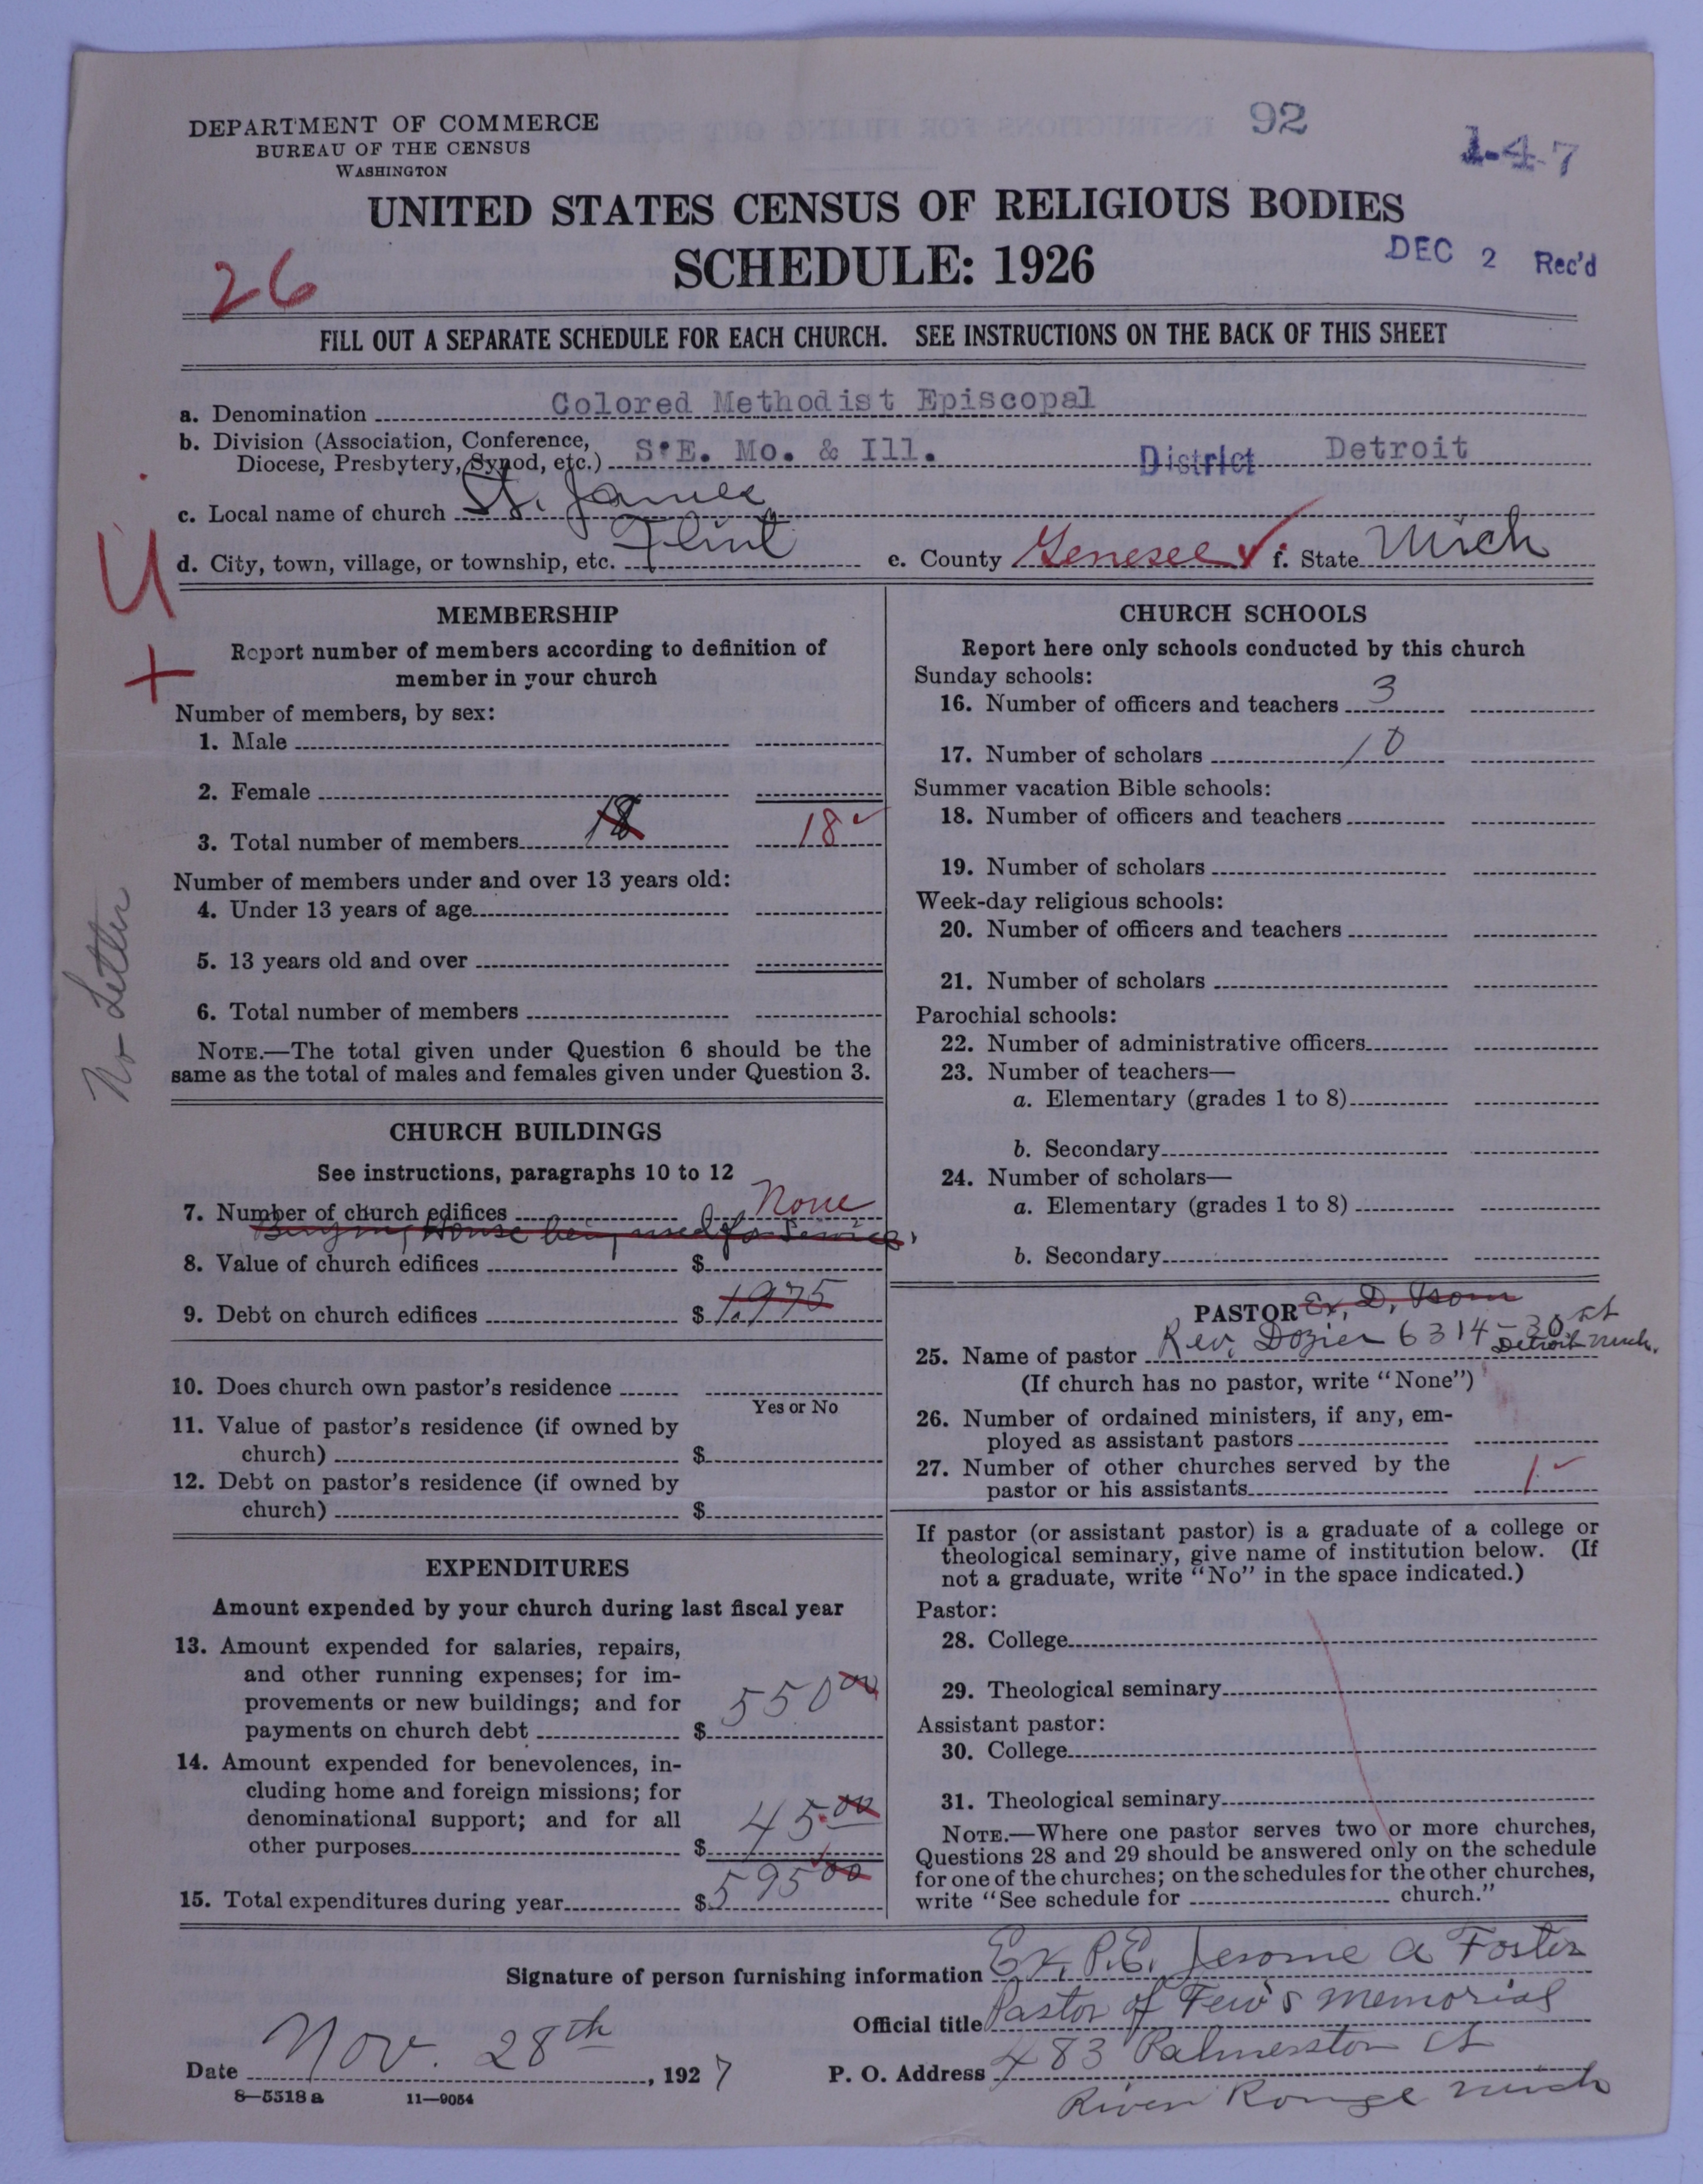 DEPARTMENT OF COMMERCE
BUREAU OF THE CENSUS
WASHINGTON
92
1-4-7
UNITED STATES CENSUS OF RELIGIOUS BODIES
SCHEDULE: 1926
DEC 2 Rec'd
26
FILL OUT A SEPARATE SCHEDULE FOR EACH CHURCH. SEE INSTRUCTIONS ON THE BACK OF THIS SHEET
a. Denomination Colored Methodist Episcopal
b. Division (Association, Conference,
Diocese, Presbytery, Synod, etc.) S.E. Mo. & Ill. District Detroit
c. Local name of church St. James
d. City, town, village, or township, etc. Flint e. County Genesee f. State Mich
U
+
No Letter
MEMBERSHIP
Report number of members according to definition of
member in your church
Number of members, by sex:
1. Male
2. Female
3. Total number of members 18 18
Number of members under and over 13 years old:
4. Under 13 years of age
5. 13 years old and over
6. Total number of members
NOTE.—The total given under Question 6 should be the
same as the total of males and females given under Question 3.
CHURCH BUILDINGS
See instructions, paragraphs 10 to 12
7. Number of church edifices None
Buying House being used for Service.
8. Value of church edifices $
9. Debt on church edifices $ 1,975
10. Does church own pastor's residence
Yes or No
11. Value of pastor's residence (if owned by
church) $
12. Debt on pastor's residence (if owned by
church) $
EXPENDITURES
Amount expended by your church during last fiscal year
13. Amount expended for salaries, repairs,
and other running expenses; for im-
provements or new buildings; and for
payments on church debt $ 550 00
14. Amount expended for benevolences, in-
cluding home and foreign missions; for
denominational support; and for all
other purposes $ 45.00
15. Total expenditures during year $ 595 00
CHURCH SCHOOLS
Report here only schools conducted by this church
Sunday schools:
16. Number of officers and teachers 3
17. Number of scholars 10
Summer vacation Bible schools:
18. Number of officers and teachers
19. Number of scholars
Week-day religious schools:
20. Number of officers and teachers
21. Number of scholars
Parochial schools:
22. Number of administrative officers
23. Number of teachers—
a. Elementary (grades 1 to 8)
b. Secondary
24. Number of scholars—
a. Elementary (grades 1 to 8)
b. Secondary
PASTOR Ex, D, Isom
25. Name of pastor Rev. Dozier 6314-30 st
Detroit Mich.
(If church has no pastor, write "None")
26. Number of ordained ministers, if any, em-
ployed as assistant pastors
27. Number of other churches served by the
pastor or his assistants 1
If pastor (or assistant pastor) is a graduate of a college or
theological seminary, give name of institution below. (If
not a graduate, write "No" in the space indicated.)
Pastor:
28. College
29. Theological seminary
Assistant pastor:
30. College
31. Theological seminary
NOTE.—Where one pastor serves two or more churches,
Questions 28 and 29 should be answered only on the schedule
for one of the churches; on the schedules for the other churches,
write "See schedule for church."
Signature of person furnishing information Ex. P.E. Jerome A Foster
Official title Pastor of Few's Memorial
Date Nov. 28th, 1927 P. O. Address 483 Palmerston St
River Rouge Mich
8—5518a 11—9054